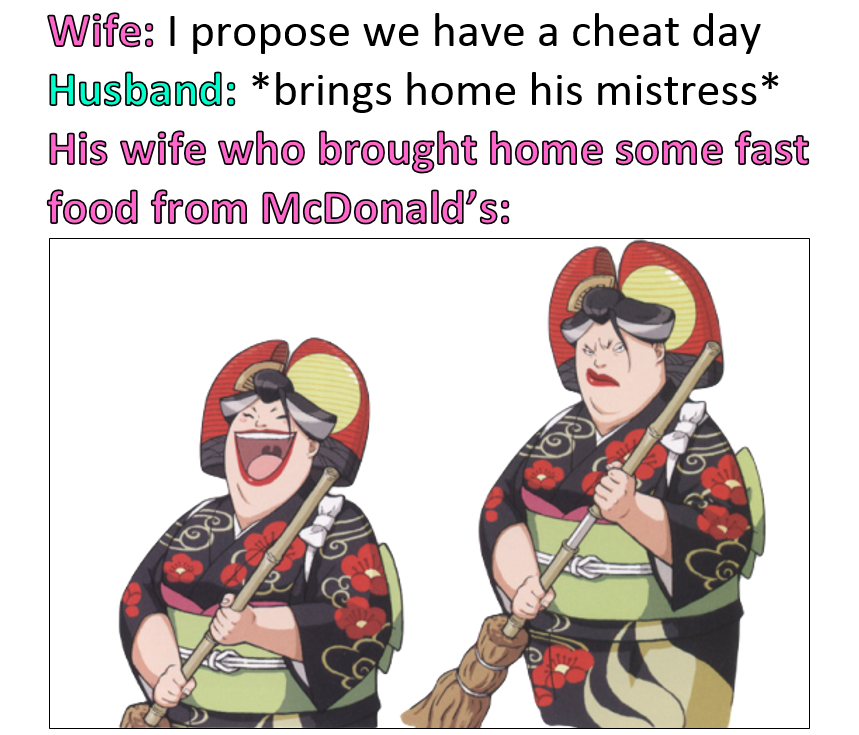 Wife: I propose we have a cheat day
Husband: *brings home his mistress*
His wife who brought home some fast
food from McDonald’s: